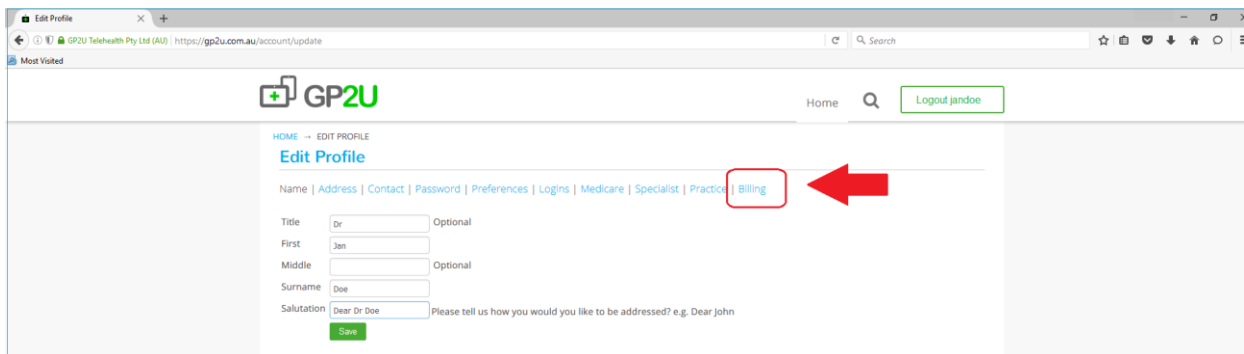 Edit Profile
GP2U Telehealth Pty Ltd (AU) https://gp2u.com.au/account/update
Search
Most Visited
GP2U
Home
Logout jandoe
HOME → EDIT PROFILE
Edit Profile
Name | Address | Contact | Password | Preferences | Logins | Medicare | Specialist | Practice | Billing
Title Dr Optional
First Jan
Middle Optional
Surname Doe
Salutation Dear Dr Doe Please tell us how you would you like to be addressed? e.g. Dear John
Save